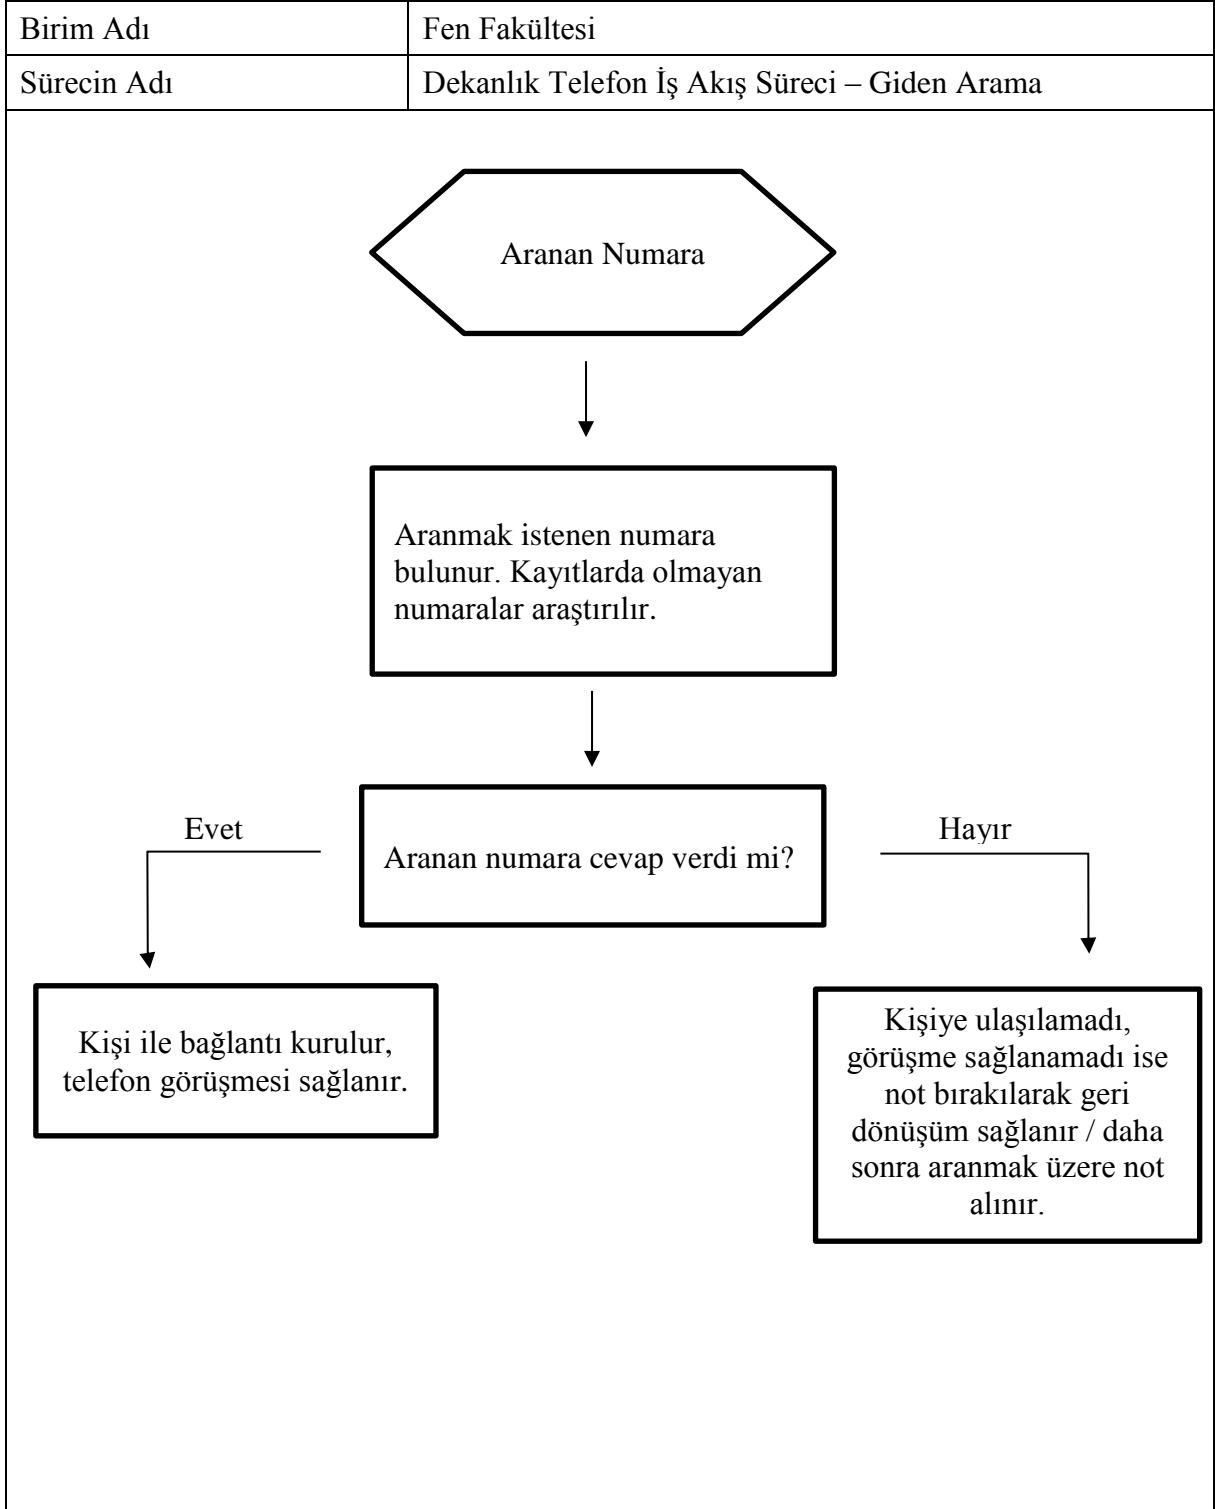 Birim Adı
Fen Fakültesi
Sürecin Adı
Dekanlık Telefon İş Akış Süreci – Giden Arama
Aranan Numara
Aranmak istenen numara
bulunur. Kayıtlarda olmayan
numaralar araştırılır.
Evet
Aranan numara cevap verdi mi?
Hayır
Kişi ile bağlantı kurulur,
telefon görüşmesi sağlanır.
Kişiye ulaşılamadı,
görüşme sağlanamadı ise
not bırakılarak geri
dönüşüm sağlanır / daha
sonra aranmak üzere not
alınır.